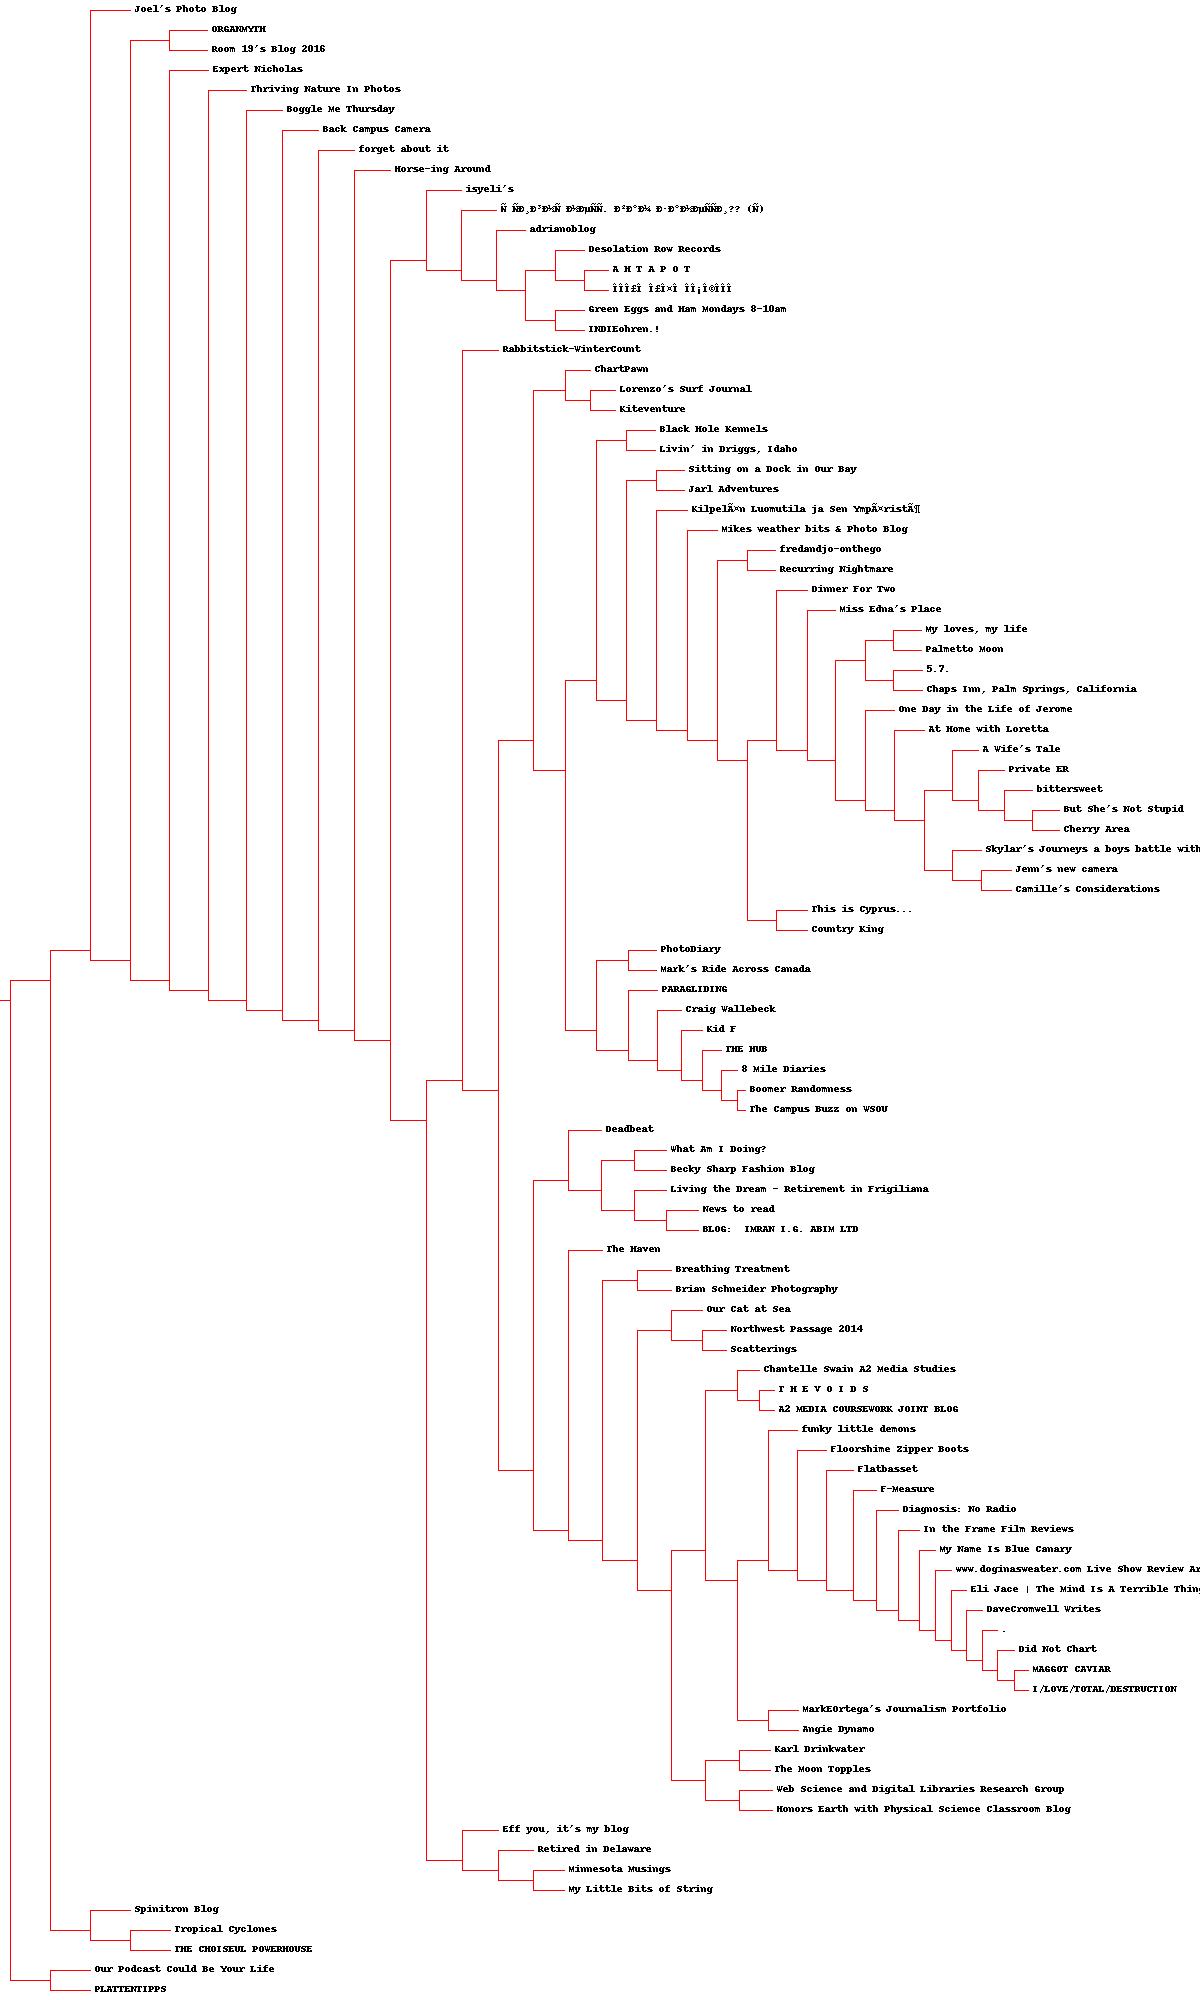 Joel's Photo Blog
ORGANMYTH
Room 19's Blog 2016
Expert Nicholas
Thriving Nature In Photos
Boggle Me Thursday
Back Campus Camera
forget about it
Horse-ing Around
isyeli's
adrianoblog
Desolation Row Records
A H T A P O T
Green Eggs and Ham Mondays 8-10am
INDIEohren.!
Rabbitstick-WinterCount
ChartPawn
Lorenzo's Surf Journal
Kiteventure
Black Hole Kennels
Livin' in Driggs, Idaho
Sitting on a Dock in Our Bay
Jarl Adventures
KilpelÃ¤n Luomutila ja Sen YmpÃ¤ristÃ¶
Mikes weather bits & Photo Blog
fredandjo-onthego
Recurring Nightmare
Dinner For Two
Miss Edna's Place
My loves, my life
Palmetto Moon
5.7.
Chaps Inn, Palm Springs, California
One Day in the Life of Jerome
At Home with Loretta
A Wife's Tale
Private ER
bittersweet
But She's Not Stupid
Cherry Area
Skylar's Journeys a boys battle with
Jenn's new camera
Camille's Considerations
This is Cyprus...
Country King
PhotoDiary
Mark's Ride Across Canada
PARAGLIDING
Craig Wallebeck
Kid F
THE HUB
8 Mile Diaries
Boomer Randomness
The Campus Buzz on WSOU
Deadbeat
What Am I Doing?
Becky Sharp Fashion Blog
Living the Dream - Retirement in Frigiliana
News to read
BLOG:  IMRAN I.G. ABIM LTD
The Haven
Breathing Treatment
Brian Schneider Photography
Our Cat at Sea
Northwest Passage 2014
Scatterings
Chantelle Swain A2 Media Studies
T H E V O I D S
A2 MEDIA COURSEWORK JOINT BLOG
funky little demons
Floorshime Zipper Boots
Flatbasset
F-Measure
Diagnosis: No Radio
In the Frame Film Reviews
My Name Is Blue Canary
www.doginasweater.com Live Show Review Ar
Eli Jace | The Mind Is A Terrible Thing
DaveCromwell Writes
.
Did Not Chart
MAGGOT CAVIAR
I/LOVE/TOTAL/DESTRUCTION
MarkEOrtega's Journalism Portfolio
Angie Dynamo
Karl Drinkwater
The Moon Topples
Web Science and Digital Libraries Research Group
Honors Earth with Physical Science Classroom Blog
Eff you, it's my blog
Retired in Delaware
Minnesota Musings
My Little Bits of String
Spinitron Blog
Tropical Cyclones
THE CHOISEUL POWERHOUSE
Our Podcast Could Be Your Life
PLATTENTIPPS